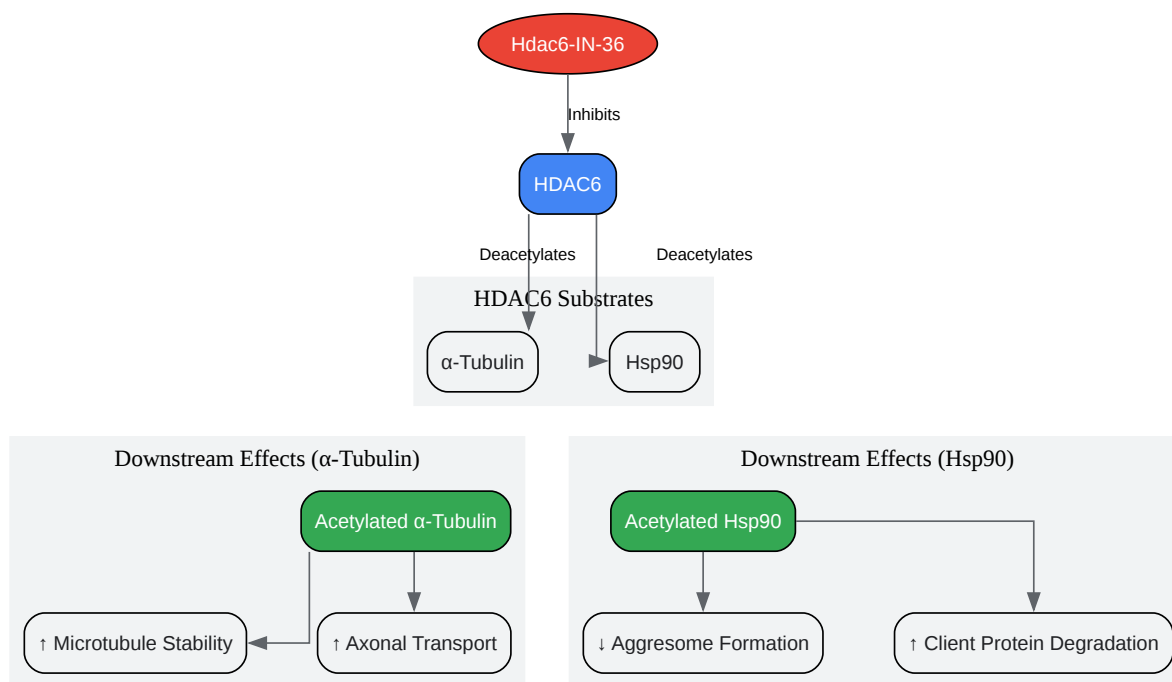 Hdac6-IN-36
Inhibits
HDAC6
Deacetylates
Deacetylates
HDAC6 Substrates
α-Tubulin
Hsp90
Downstream Effects (α-Tubulin)
Downstream Effects (Hsp90)
Acetylated α-Tubulin
Acetylated Hsp90
↑ Microtubule Stability
↑ Axonal Transport
↓ Aggresome Formation
↑ Client Protein Degradation